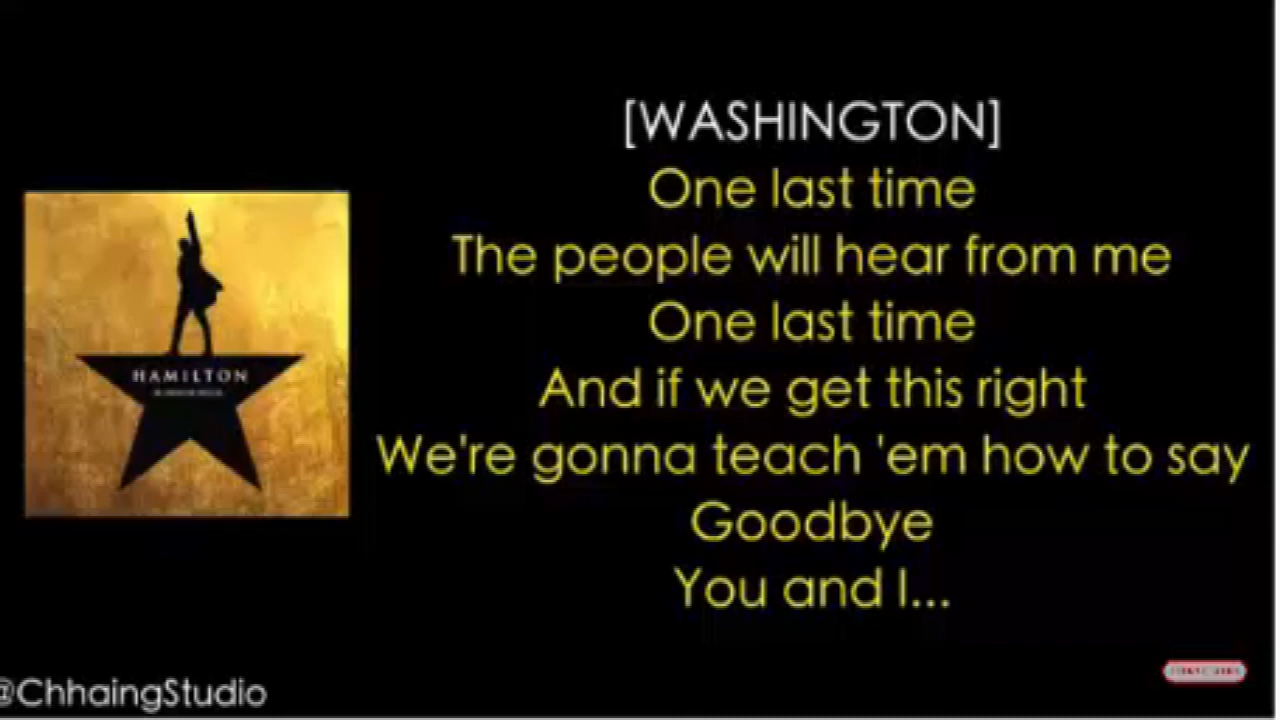 [WASHINGTON]
One last time
The people will hear from me
One last time
And if we get this right
We're gonna teach 'em how to say
Goodbye
You and I...
HAMILTON
@ChhaingStudio